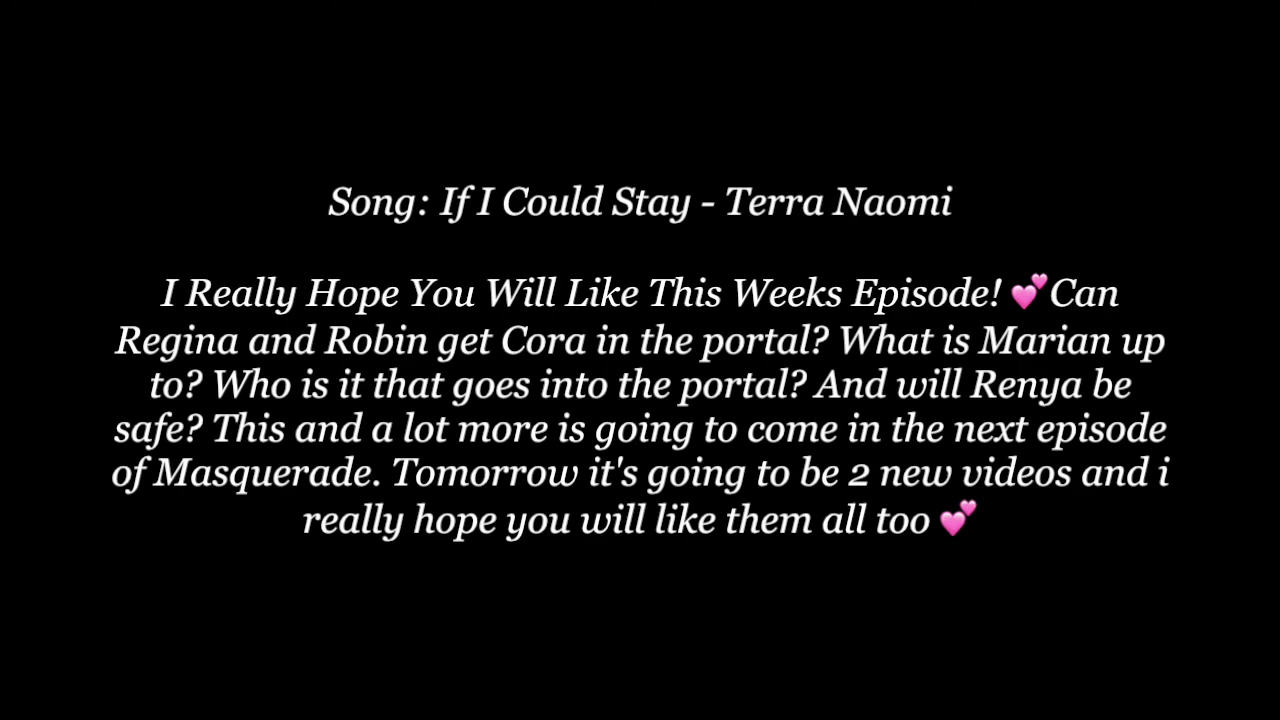 Song: If I Could Stay - Terra Naomi
I Really Hope You Will Like This Weeks Episode! 💕Can
Regina and Robin get Cora in the portal? What is Marian up
to? Who is it that goes into the portal? And will Renya be
safe? This and a lot more is going to come in the next episode
of Masquerade. Tomorrow it's going to be 2 new videos and i
really hope you will like them all too 💕